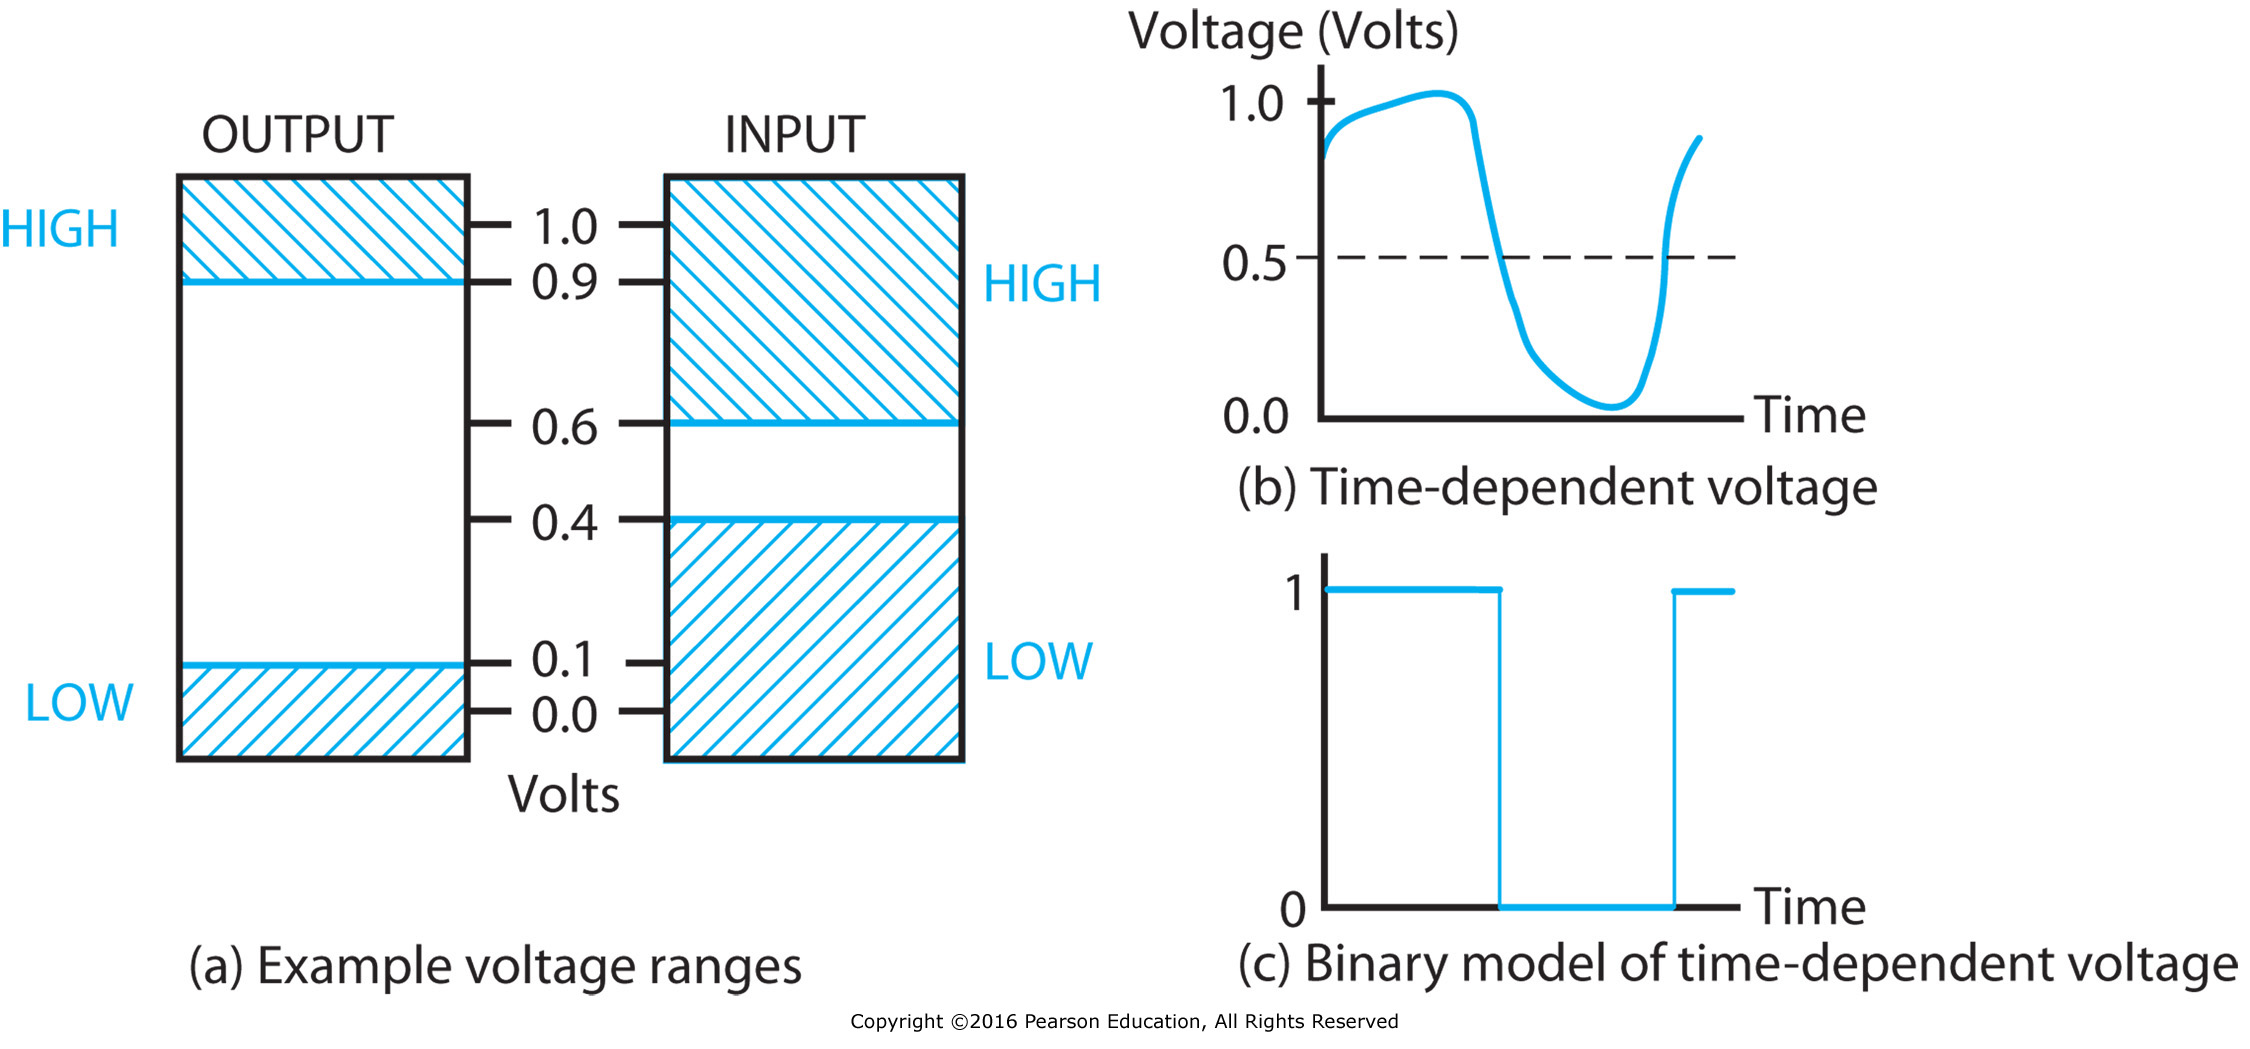 OUTPUT
INPUT
HIGH
1.0
0.9
HIGH
0.6
0.4
0.1
LOW
LOW
0.0
Volts
(a) Example voltage ranges
Voltage (Volts)
1.0
0.5
0.0
Time
(b) Time-dependent voltage
1
0
Time
(c) Binary model of time-dependent voltage
Copyright ©2016 Pearson Education, All Rights Reserved